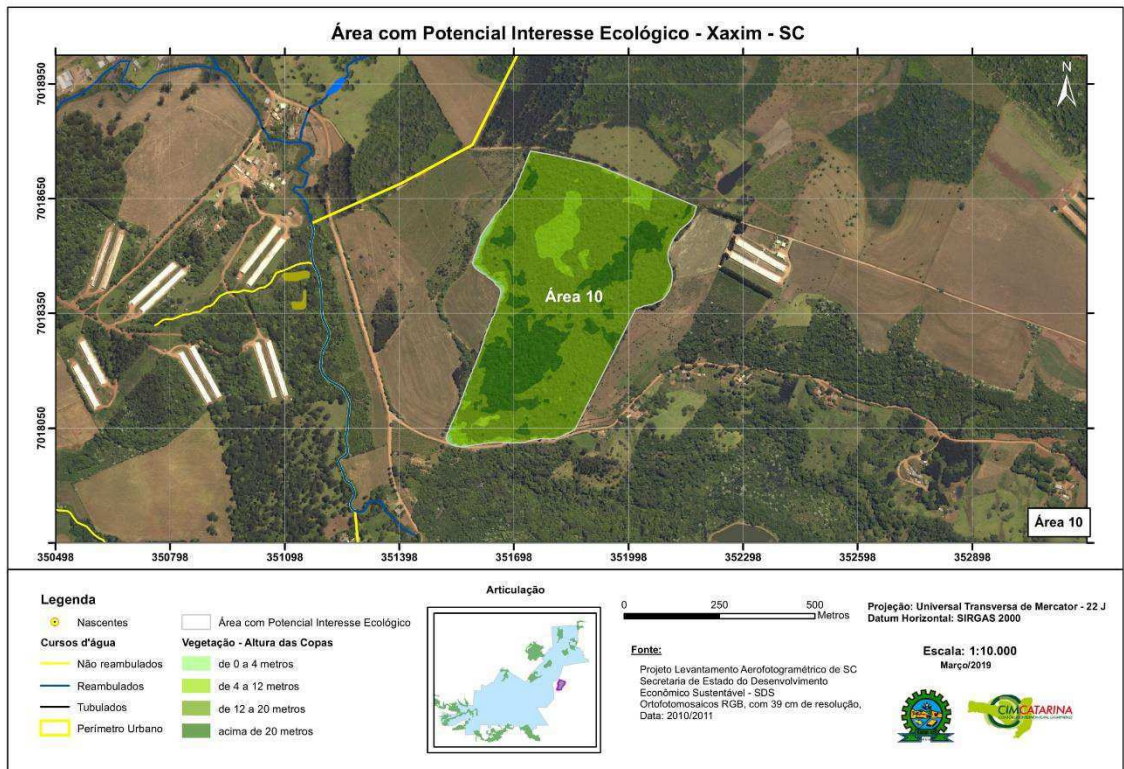 Área com Potencial Interesse Ecológico - Xaxim - SC
N
7018950
7018650
7018350
7018050
Área 10
Área 10
350498
350798
351098
351398
351698
351998
352298
352598
352898
Legenda
Nascentes
Cursos d'água
Não reambulados
Reambulados
Tubulados
Perímetro Urbano
Área com Potencial Interesse Ecológico
Vegetação - Altura das Copas
de 0 a 4 metros
de 4 a 12 metros
de 12 a 20 metros
acima de 20 metros
Articulação
0 250 500
Metros
Fonte:
Projeto Levantamento Aerofotogramétrico de SC
Secretaria de Estado do Desenvolvimento
Econômico Sustentável - SDS
Ortofotomosaicos RGB, com 39 cm de resolução,
Data: 2010/2011
Projeção: Universal Transversa de Mercator - 22 J
Datum Horizontal: SIRGAS 2000
Escala: 1:10.000
Março/2019
CIMCATARINA